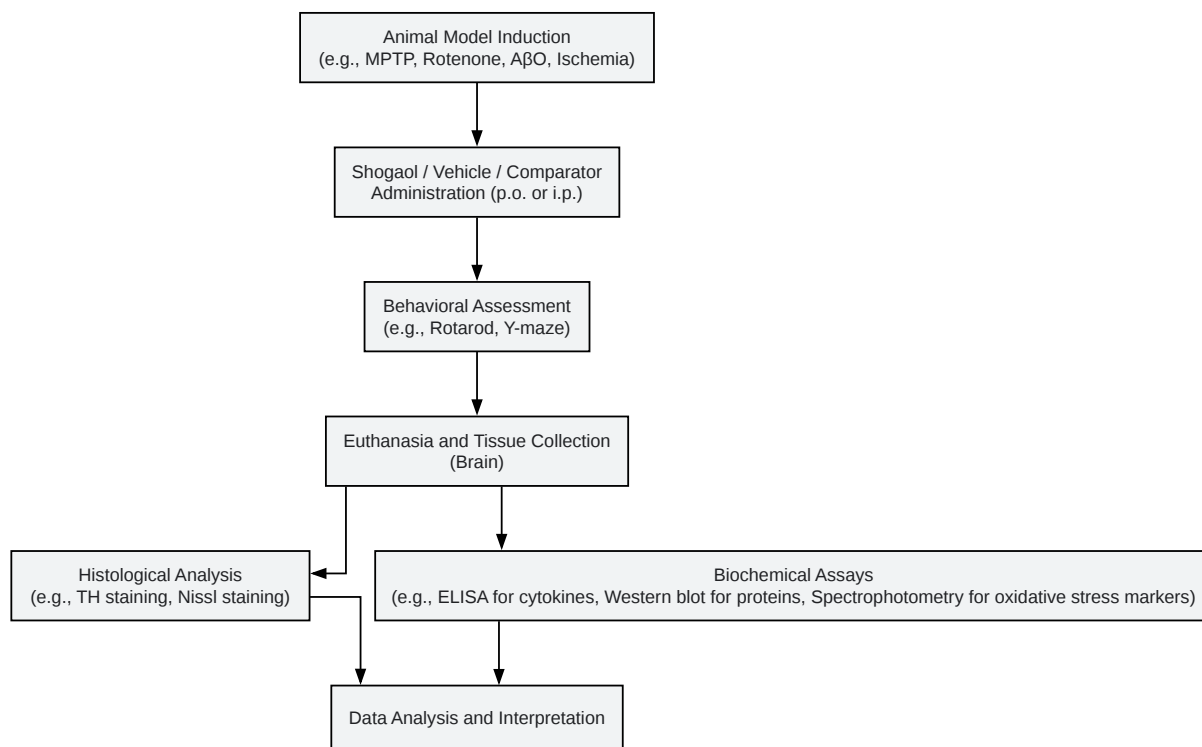 Animal Model Induction
(e.g., MPTP, Rotenone, AβO, Ischemia)
Shogaol / Vehicle / Comparator
Administration (p.o. or i.p.)
Behavioral Assessment
(e.g., Rotarod, Y-maze)
Euthanasia and Tissue Collection
(Brain)
Histological Analysis
(e.g., TH staining, Nissl staining)
Biochemical Assays
(e.g., ELISA for cytokines, Western blot for proteins, Spectrophotometry for oxidative stress markers)
Data Analysis and Interpretation